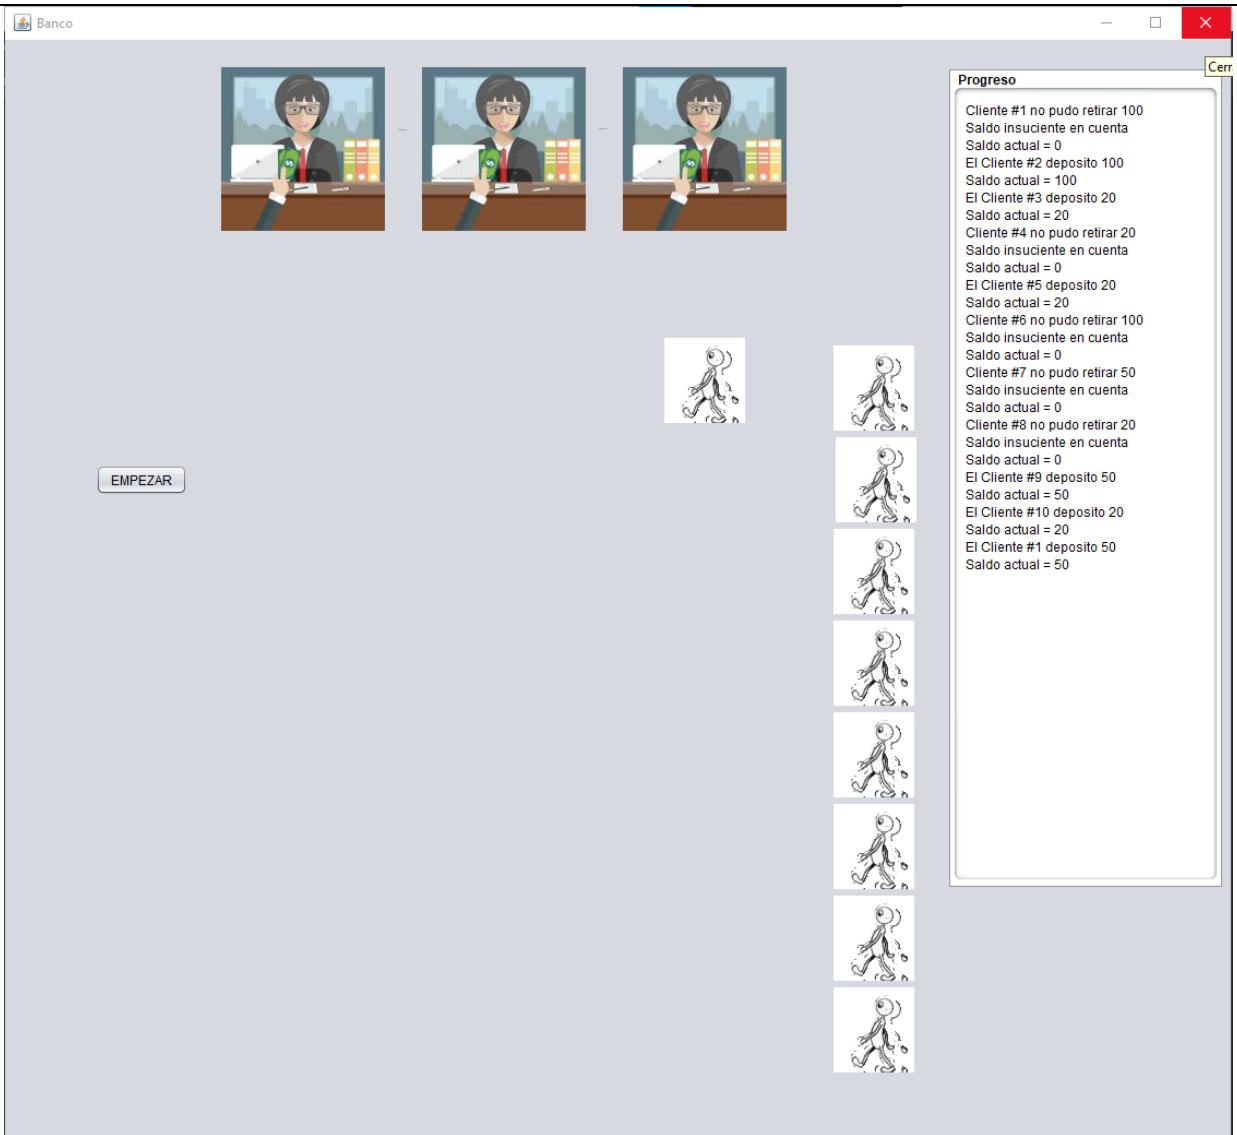 Banco
Cerr
Progreso
Cliente #1 no pudo retirar 100
Saldo insuciente en cuenta
Saldo actual = 0
El Cliente #2 deposito 100
Saldo actual = 100
El Cliente #3 deposito 20
Saldo actual = 20
Cliente #4 no pudo retirar 20
Saldo insuciente en cuenta
Saldo actual = 0
El Cliente #5 deposito 20
Saldo actual = 20
Cliente #6 no pudo retirar 100
Saldo insuciente en cuenta
Saldo actual = 0
Cliente #7 no pudo retirar 50
Saldo insuciente en cuenta
Saldo actual = 0
Cliente #8 no pudo retirar 20
Saldo insuciente en cuenta
Saldo actual = 0
El Cliente #9 deposito 50
Saldo actual = 50
El Cliente #10 deposito 20
Saldo actual = 20
El Cliente #1 deposito 50
Saldo actual = 50
EMPEZAR